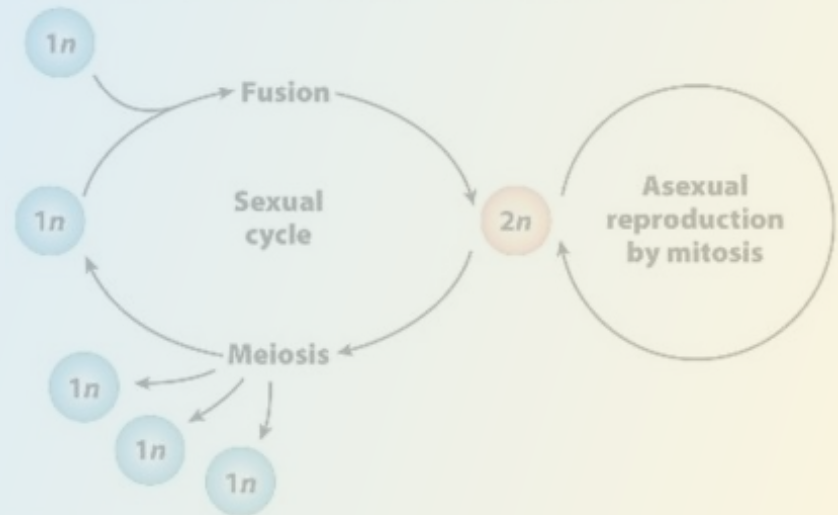 1n
Fusion
Sexual
cycle
1n
2n
Asexual
reproduction
by mitosis
Meiosis
1n
1n
1n